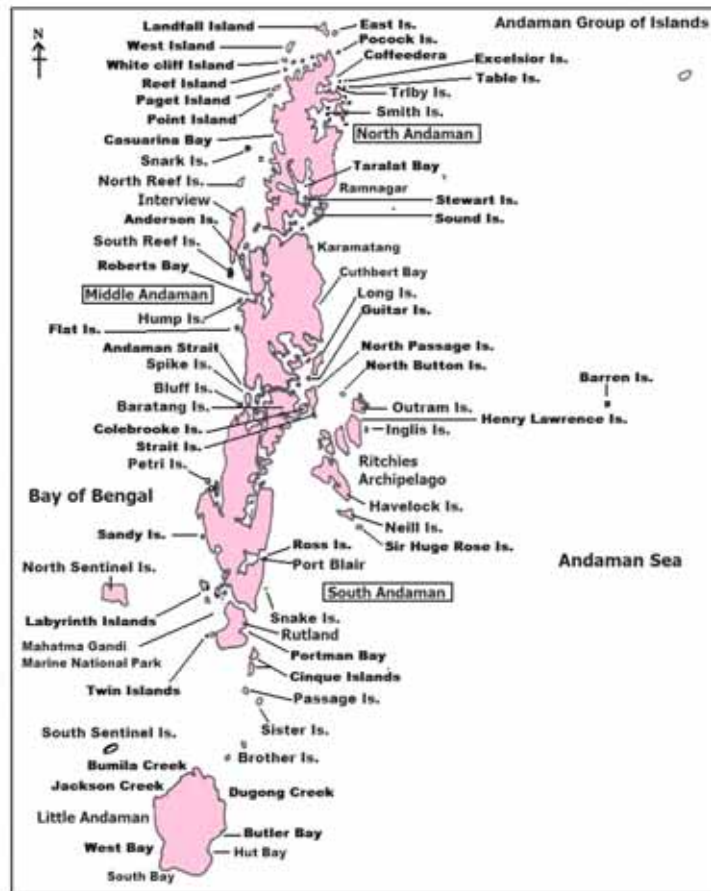 Andaman Group of Islands
N
Landfall Island
East Is.
West Island
Pocock Is.
White cliff Island
Coffeedera
Excelsior Is.
Reef Island
Table Is.
Paget Island
Trlby Is.
Point Island
Smith Is.
North Andaman
Casuarina Bay
Snark Is.
Taralat Bay
North Reef Is.
Ramnagar
Stewart Is.
Interview
Sound Is.
Anderson Is.
South Reef Is.
Karamatang
Roberts Bay
Cuthbert Bay
Middle Andaman
Long Is.
Hump Is.
Guitar Is.
Flat Is.
Andaman Strait
North Passage Is.
Spike Is.
North Button Is.
Bluff Is.
Barren Is.
Baratang Is.
Outram Is.
Henry Lawrence Is.
Colebrooke Is.
Inglis Is.
Strait Is.
Petri Is.
Ritchies
Archipelago
Bay of Bengal
Havelock Is.
Neill Is.
Sandy Is.
Sir Huge Rose Is.
Ross Is.
Andaman Sea
North Sentinel Is.
Port Blair
South Andaman
Labyrinth Islands
Snake Is.
Mahatma Gandi
Marine National Park
Rutland
Portman Bay
Cinque Islands
Twin Islands
Passage Is.
Sister Is.
South Sentinel Is.
Brother Is.
Bumila Creek
Jackson Creek
Dugong Creek
Little Andaman
Butler Bay
West Bay
Hut Bay
South Bay